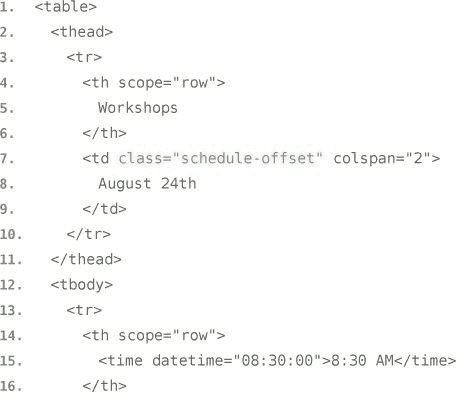 1. <table>
2. <thead>
3. <tr>
4. <th scope="row">
5. Workshops
6. </th>
7. <td class="schedule-offset" colspan="2">
8. August 24th
9. </td>
10. </tr>
11. </thead>
12. <tbody>
13. <tr>
14. <th scope="row">
15. <time datetime="08:30:00">8:30 AM</time>
16. </th>